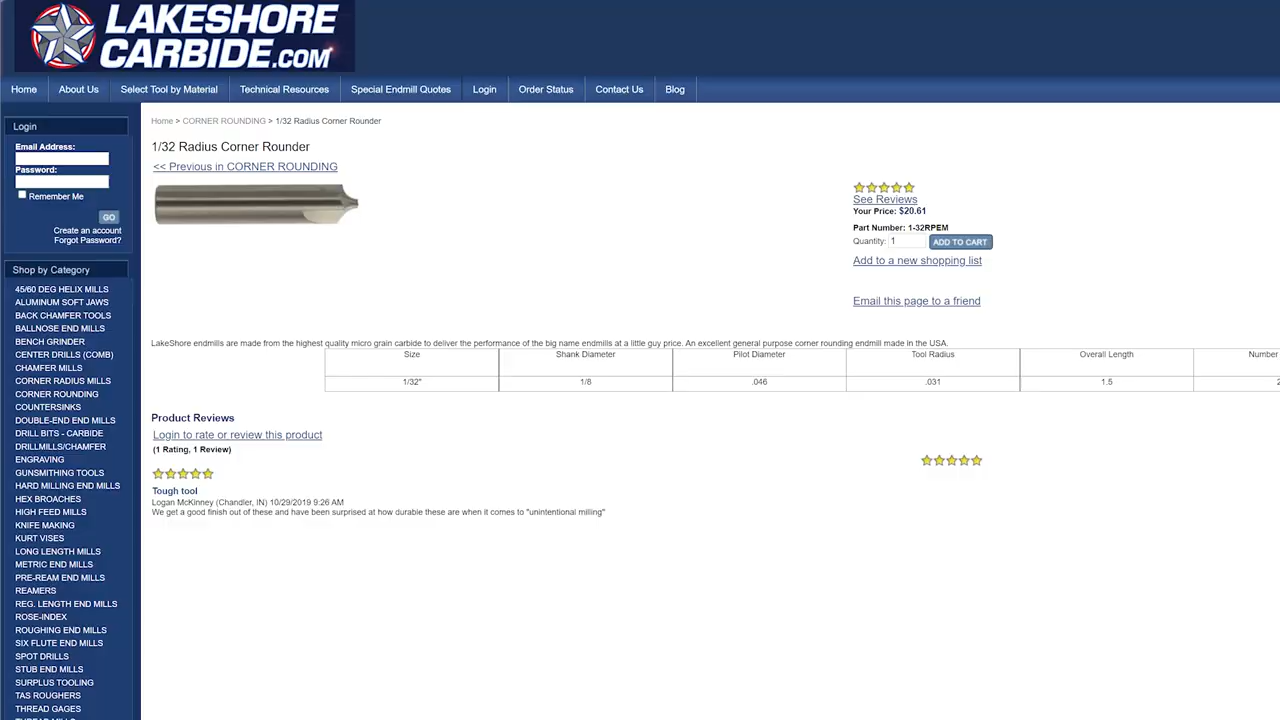 LAKESHORE
CARBIDE.COM
Home About Us Select Tool by Material Technical Resources Special Endmill Quotes Login Order Status Contact Us Blog
Login
Email Address:
Password:
Remember Me
GO
Create an account
Forgot Password?
Shop by Category
45/60 DEG HELIX MILLS
ALUMINUM SOFT JAWS
BACK CHAMFER TOOLS
BALLNOSE END MILLS
BENCH GRINDER
CENTER DRILLS (COMB)
CHAMFER MILLS
CORNER RADIUS MILLS
CORNER ROUNDING
COUNTERSINKS
DOUBLE-END END MILLS
DRILL BITS - CARBIDE
DRILLMILLS/CHAMFER
ENGRAVING
GUNSMITHING TOOLS
HARD MILLING END MILLS
HEX BROACHES
HIGH FEED MILLS
KNIFE MAKING
KURT VISES
LONG LENGTH MILLS
METRIC END MILLS
PRE-REAM END MILLS
REAMERS
REG. LENGTH END MILLS
ROSE-INDEX
ROUGHING END MILLS
SIX FLUTE END MILLS
SPOT DRILLS
STUB END MILLS
SURPLUS TOOLING
TAS ROUGHERS
THREAD GAGES
Home > CORNER ROUNDING > 1/32 Radius Corner Rounder
1/32 Radius Corner Rounder
<< Previous in CORNER ROUNDING
See Reviews
Your Price: $20.61
Part Number: 1-32RPEM
Quantity: 1 ADD TO CART
Add to a new shopping list
Email this page to a friend
LakeShore endmills are made from the highest quality micro grain carbide to deliver the performance of the big name endmills at a little guy price. An excellent general purpose corner rounding endmill made in the USA.
Size Shank Diameter Pilot Diameter Tool Radius Overall Length Number
1/32" 1/8 .046 .031 1.5
Product Reviews
Login to rate or review this product
(1 Rating, 1 Review)
Tough tool
Logan McKinney (Chandler, IN) 10/29/2019 9:26 AM
We get a good finish out of these and have been surprised at how durable these are when it comes to "unintentional milling"